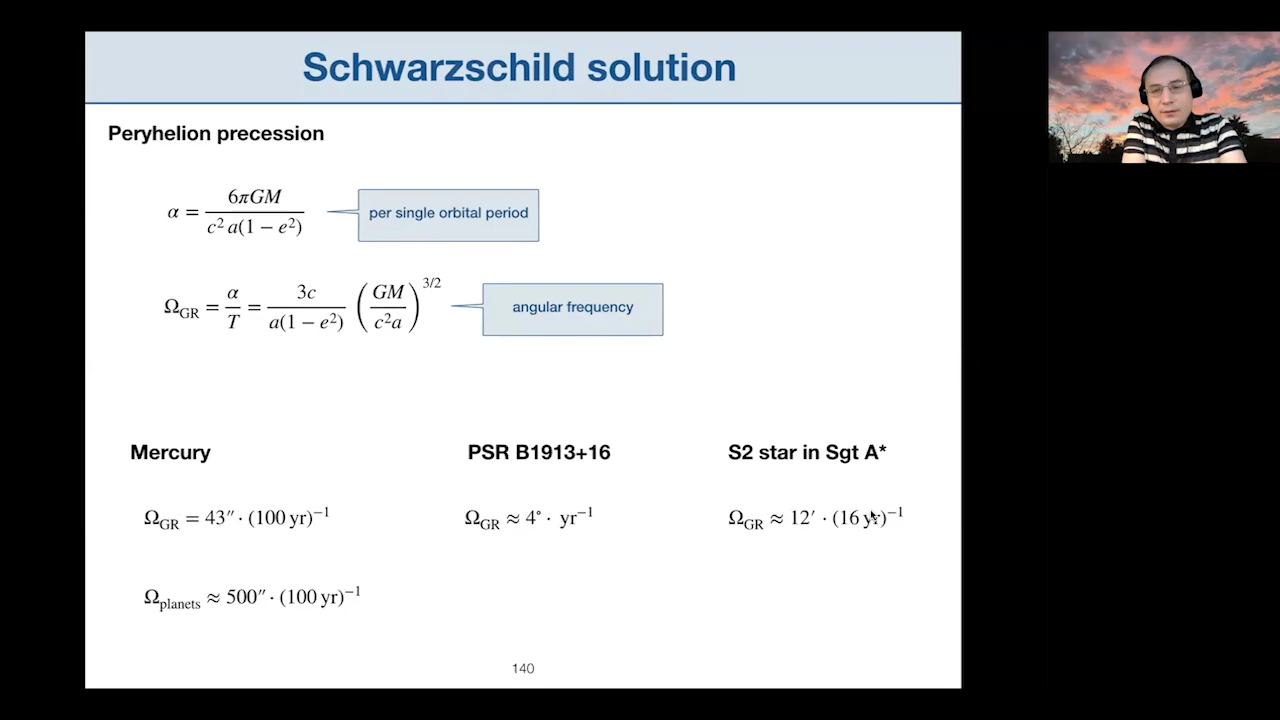 Schwarzschild solution
Peryhelion precession
α = 6πGM / c² a(1 − e²)
per single orbital period
Ω_GR = α / T = 3c / a(1 − e²) (GM / c²a)^3/2
angular frequency
Mercury
PSR B1913+16
S2 star in Sgt A*
Ω_GR = 43″ · (100 yr)⁻¹
Ω_GR ≈ 4° · yr⁻¹
Ω_GR ≈ 12′ · (16 yr)⁻¹
Ω_planets ≈ 500″ · (100 yr)⁻¹
140